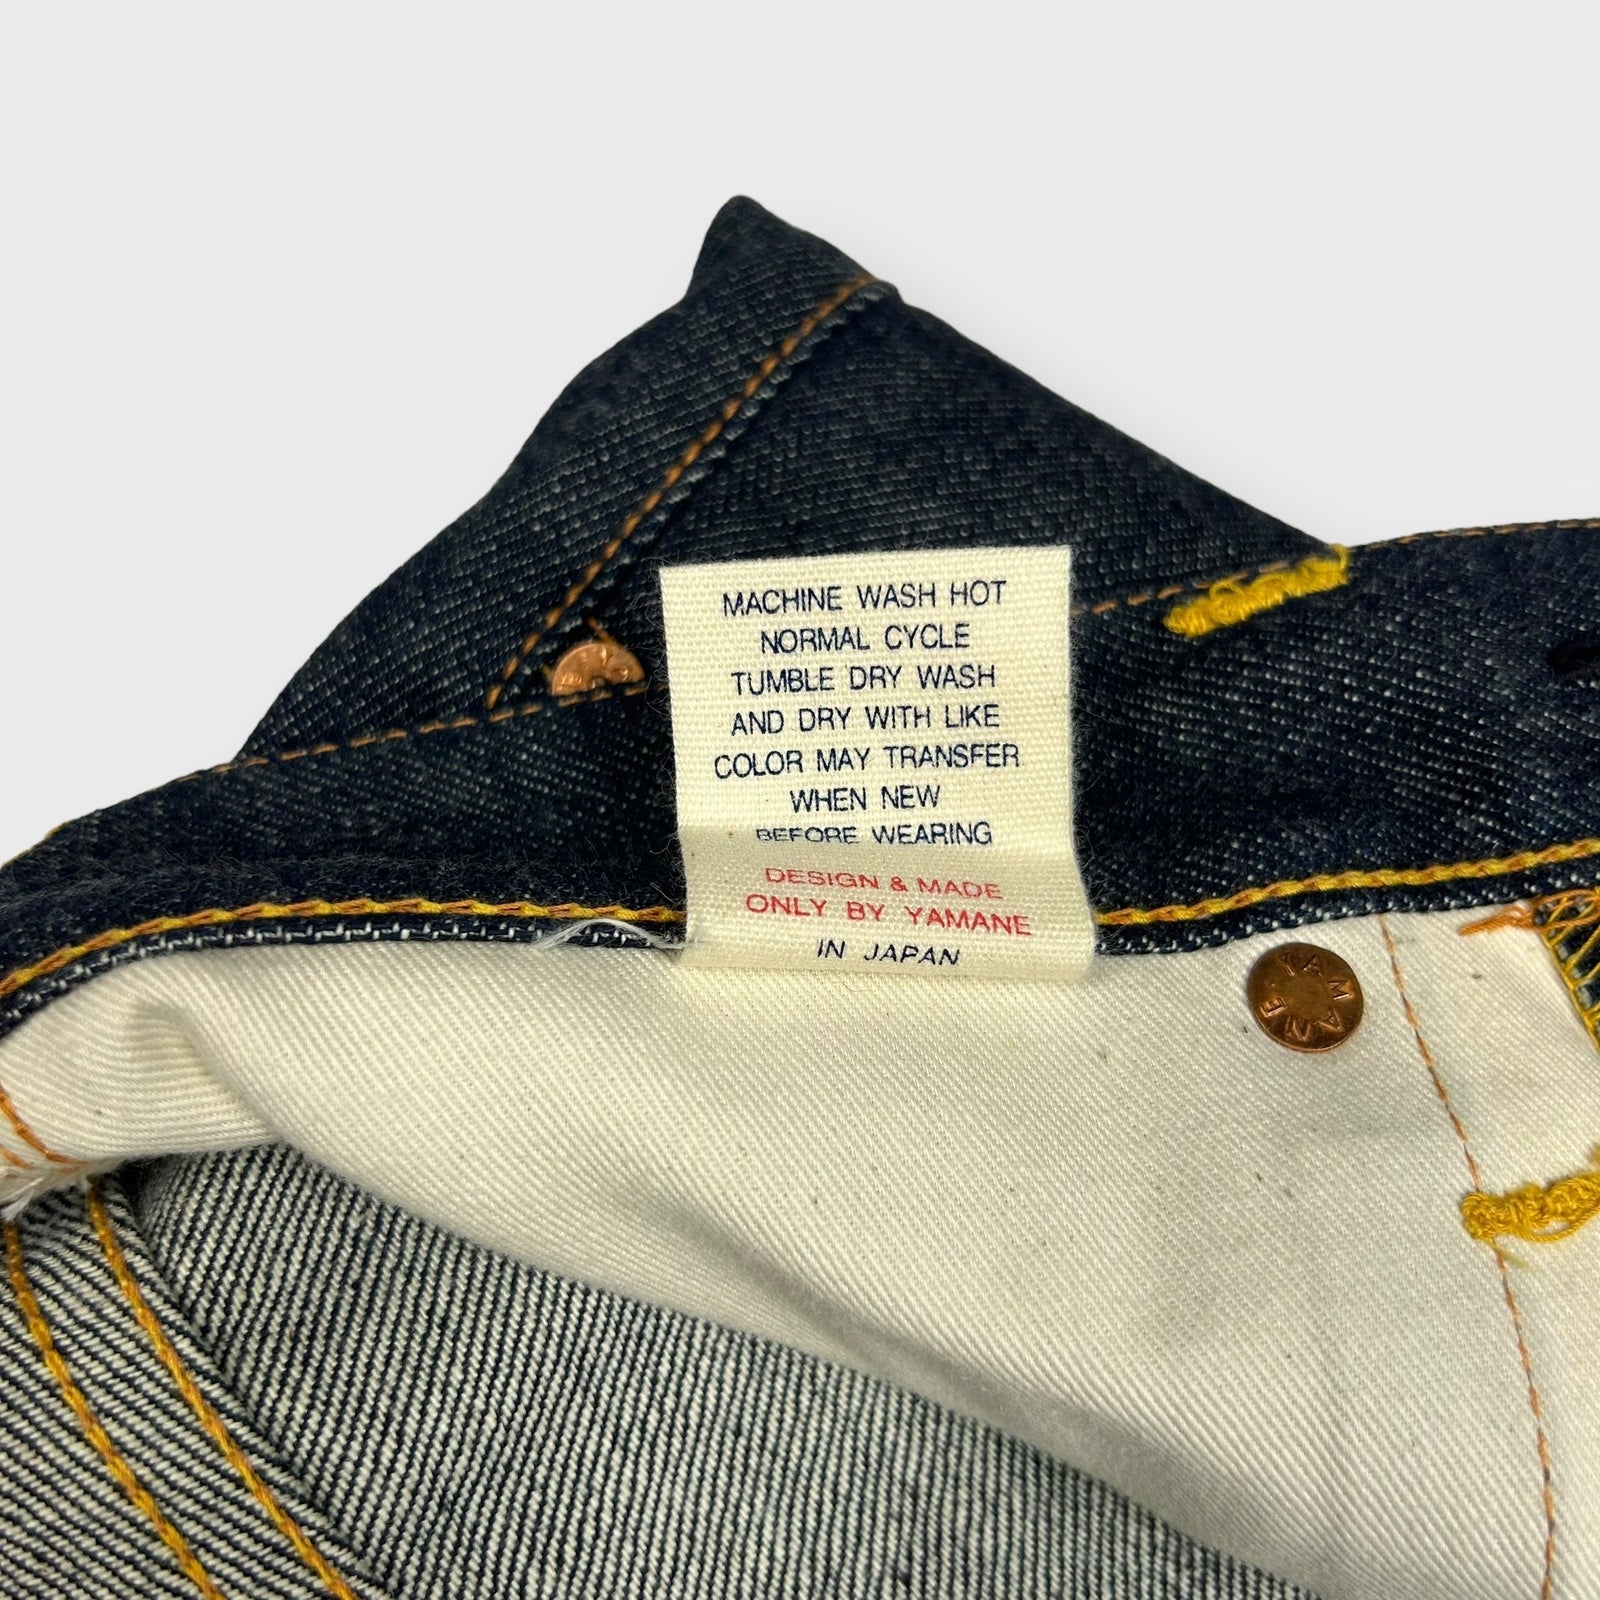 MACHINE WASH HOT
NORMAL CYCLE
TUMBLE DRY WASH
AND DRY WITH LIKE
COLOR MAY TRANSFER
WHEN NEW
BEFORE WEARING
DESIGN & MADE
ONLY BY YAMANE
IN JAPAN
YAMANE